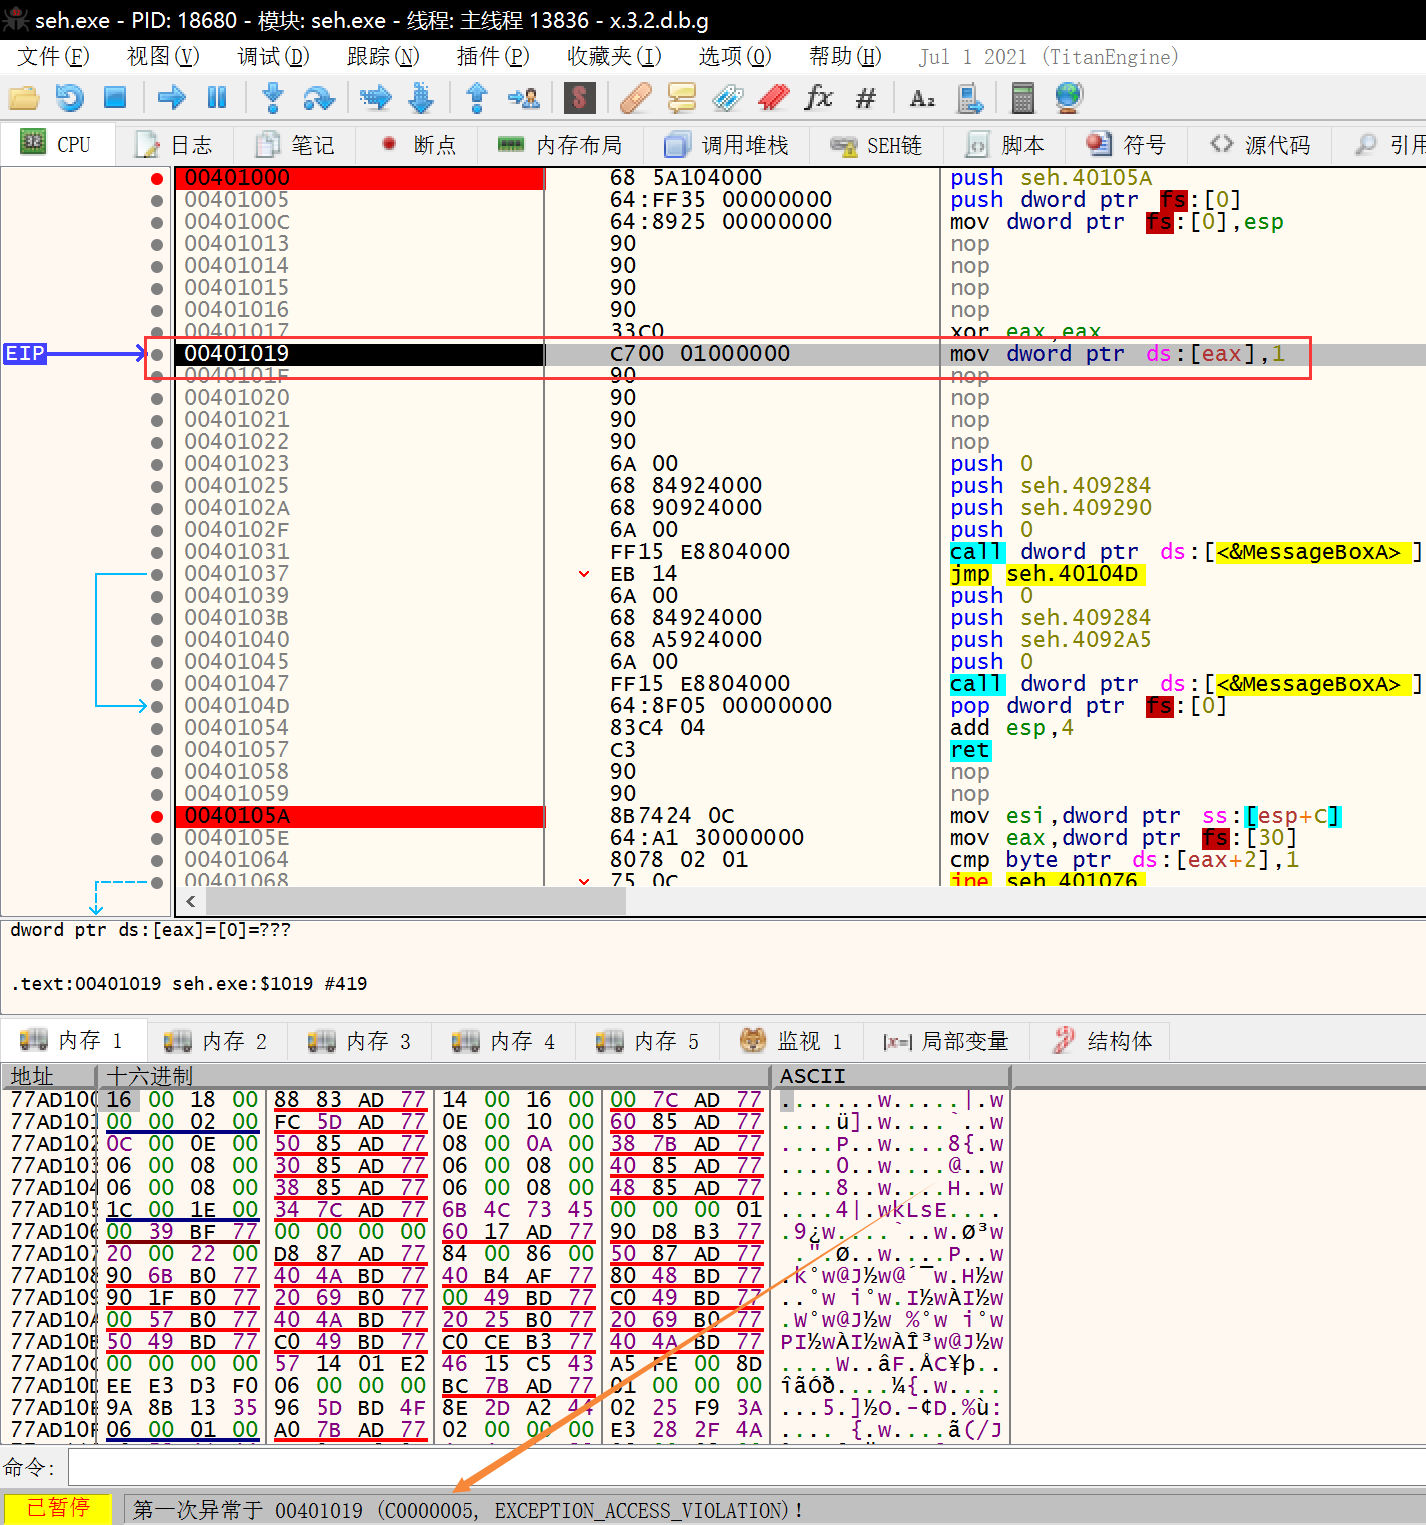 seh.exe - PID: 18680 - 模块: seh.exe - 线程: 主线程 13836 - x.3.2.d.b.g
文件(F) 视图(V) 调试(D) 跟踪(N) 插件(P) 收藏夹(I) 选项(O) 帮助(H) Jul 1 2021 (TitanEngine)
CPU 日志 笔记 断点 内存布局 调用堆栈 SEH链 脚本 符号 源代码 引用
00401000 68 5A104000 push seh.40105A
00401005 64:FF35 00000000 push dword ptr fs:[0]
0040100C 64:8925 00000000 mov dword ptr fs:[0],esp
00401013 90 nop
00401014 90 nop
00401015 90 nop
00401016 90 nop
00401017 33C0 xor eax,eax
EIP 00401019 C700 01000000 mov dword ptr ds:[eax],1
0040101F 90 nop
00401020 90 nop
00401021 90 nop
00401022 90 nop
00401023 6A 00 push 0
00401025 68 84924000 push seh.409284
0040102A 68 90924000 push seh.409290
0040102F 6A 00 push 0
00401031 FF15 E8804000 call dword ptr ds:[<&MessageBoxA>]
00401037 EB 14 jmp seh.40104D
00401039 6A 00 push 0
0040103B 68 84924000 push seh.409284
00401040 68 A5924000 push seh.4092A5
00401045 6A 00 push 0
00401047 FF15 E8804000 call dword ptr ds:[<&MessageBoxA>]
0040104D 64:8F05 00000000 pop dword ptr fs:[0]
00401054 83C4 04 add esp,4
00401057 C3 ret
00401058 90 nop
00401059 90 nop
0040105A 8B7424 0C mov esi,dword ptr ss:[esp+C]
0040105E 64:A1 30000000 mov eax,dword ptr fs:[30]
00401064 8078 02 01 cmp byte ptr ds:[eax+2],1
00401068 75 0C jne seh.401076
dword ptr ds:[eax]=[0]=???
.text:00401019 seh.exe:$1019 #419
内存 1 内存 2 内存 3 内存 4 内存 5 监视 1 |x=| 局部变量 结构体
地址 十六进制 ASCII
77AD100 16 00 18 00 88 83 AD 77 14 00 16 00 00 7C AD 77 .......w.....|.w
77AD101 00 00 02 00 FC 5D AD 77 0E 00 10 00 60 85 AD 77 ....ü].w....`..w
77AD102 0C 00 0E 00 50 85 AD 77 08 00 0A 00 38 7B AD 77 ....P..w....8{.w
77AD103 06 00 08 00 30 85 AD 77 06 00 08 00 40 85 AD 77 ....0..w....@..w
77AD104 06 00 08 00 38 85 AD 77 06 00 08 00 48 85 AD 77 ....8..w....H..w
77AD105 1C 00 1E 00 34 7C AD 77 6B 4C 73 45 00 00 00 01 ....4|.wkLsE....
77AD106 00 39 BF 77 00 00 00 00 60 17 AD 77 90 D8 B3 77 .9¿w....`..w.Ø³w
77AD107 20 00 22 00 D8 87 AD 77 84 00 86 00 50 87 AD 77  .".Ø..w....P..w
77AD108 90 6B B0 77 40 4A BD 77 40 B4 AF 77 80 48 BD 77 .k°w@J½w@´¯w.H½w
77AD109 90 1F B0 77 20 69 B0 77 00 49 BD 77 C0 49 BD 77 ..°w i°w.I½wÀI½w
77AD10A 00 57 B0 77 40 4A BD 77 20 25 B0 77 20 69 B0 77 .W°w@J½w %°w i°w
77AD10B 50 49 BD 77 C0 49 BD 77 C0 CE B3 77 40 4A BD 77 PI½wÀI½wÀÎ³w@J½w
77AD10C 00 00 00 00 57 14 01 E2 46 15 C5 43 A5 FE 00 8D ....W..âF.ÅC¥þ..
77AD10D EE E3 D3 F0 06 00 00 00 BC 7B AD 77 01 00 00 00 îãÓð....¼{.w....
77AD10E 9A 8B 13 35 96 5D BD 4F 8E 2D A2 44 02 25 F9 3A ...5.]½O.-¢D.%ù:
77AD10F 06 00 01 00 A0 7B AD 77 02 00 00 00 E3 28 2F 4A .... {.w....ã(/J
命令:
已暂停 第一次异常于 00401019 (C0000005, EXCEPTION_ACCESS_VIOLATION)!